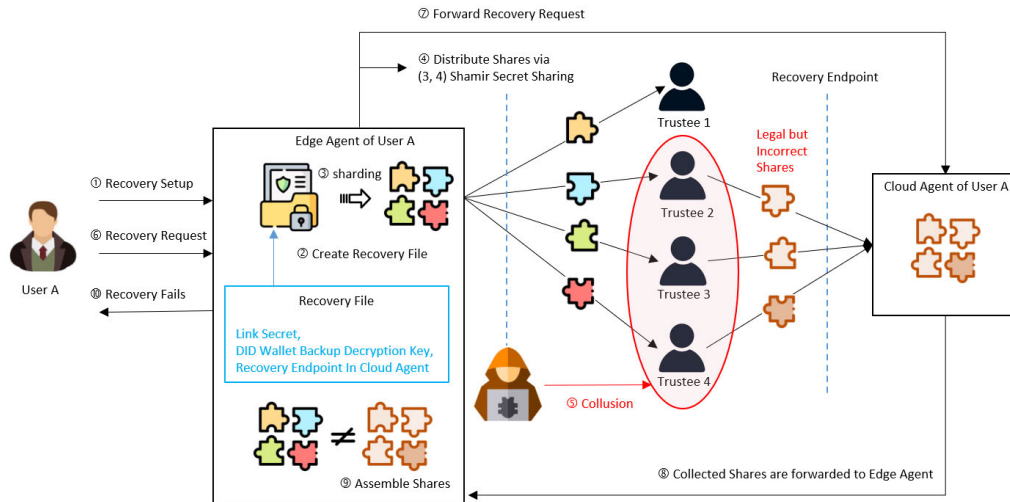 ⑦ Forward Recovery Request
④ Distribute Shares via
(3, 4) Shamir Secret Sharing
Recovery Endpoint
Trustee 1
Edge Agent of User A
③ sharding
Legal but
Incorrect
Shares
Cloud Agent of User A
① Recovery Setup
Trustee 2
⑥ Recovery Request
② Create Recovery File
User A
Trustee 3
⑩ Recovery Fails
Recovery File
Link Secret,
DID Wallet Backup Decryption Key,
Recovery Endpoint In Cloud Agent
Trustee 4
⑤ Collusion
≠
⑧ Collected Shares are forwarded to Edge Agent
⑨ Assemble Shares